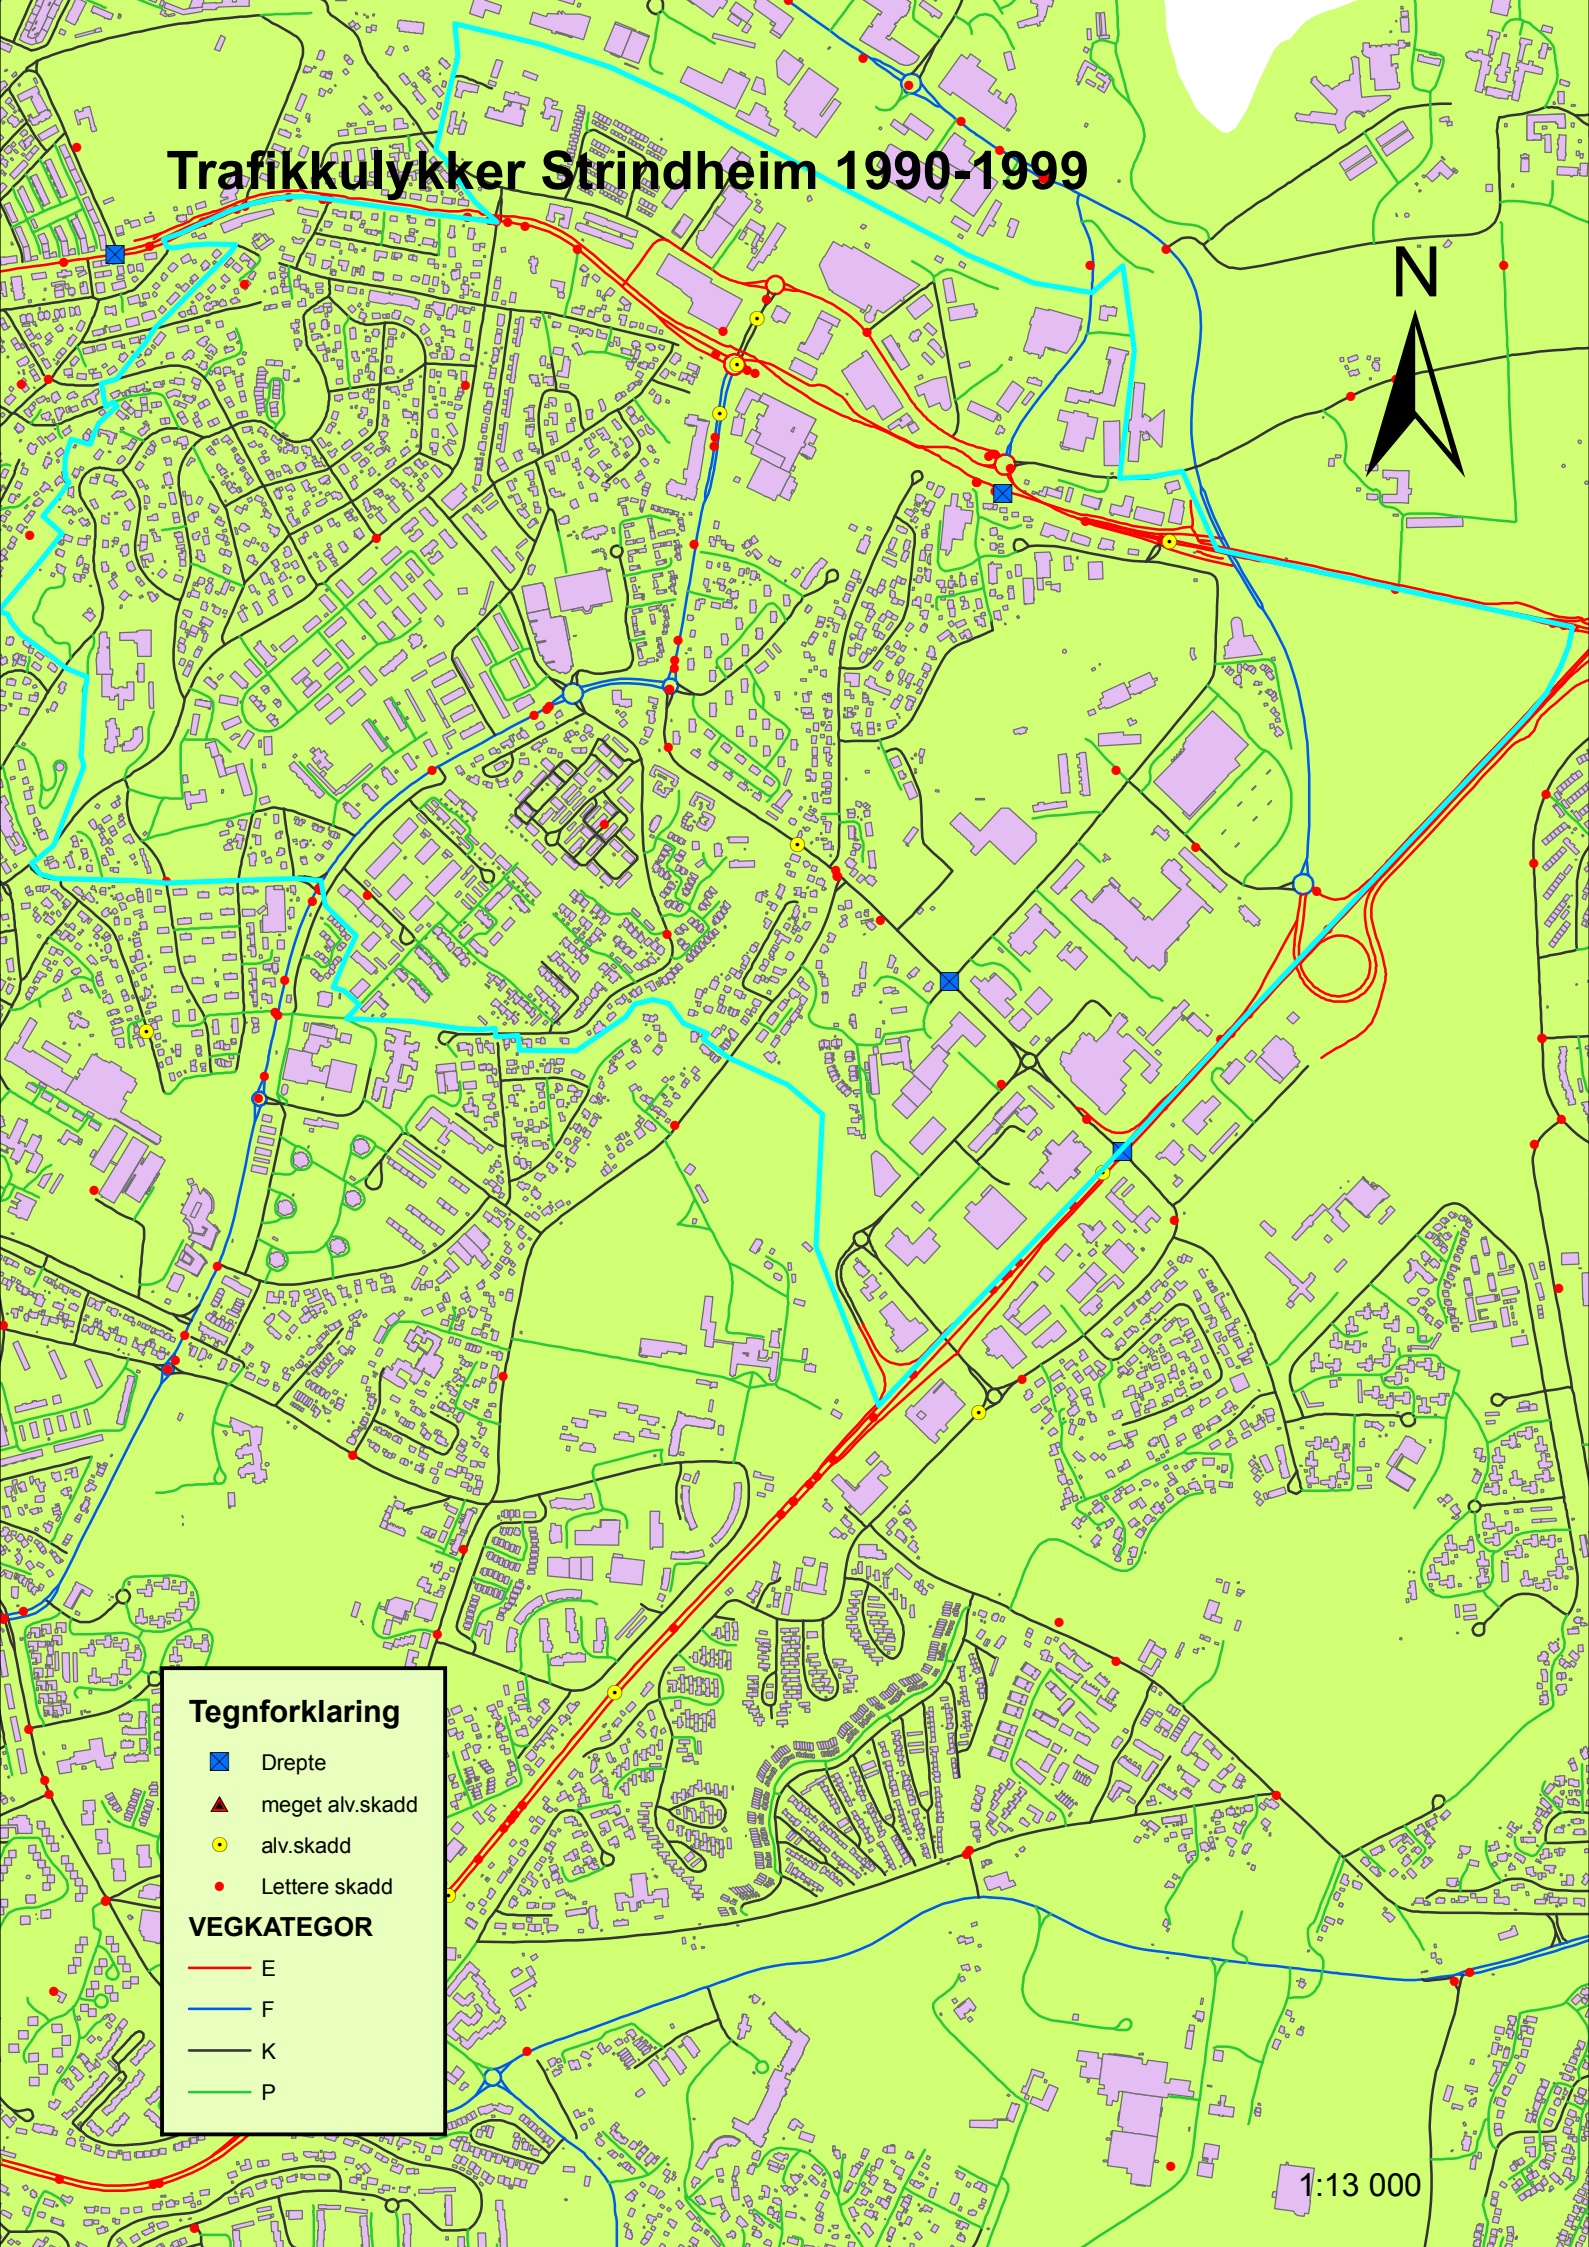 Trafikkulykker Strindheim 1990-1999
N
Tegnforklaring
Drepte
meget alv.skadd
alv.skadd
Lettere skadd
VEGKATEGOR
E
F
K
P
1:13 000